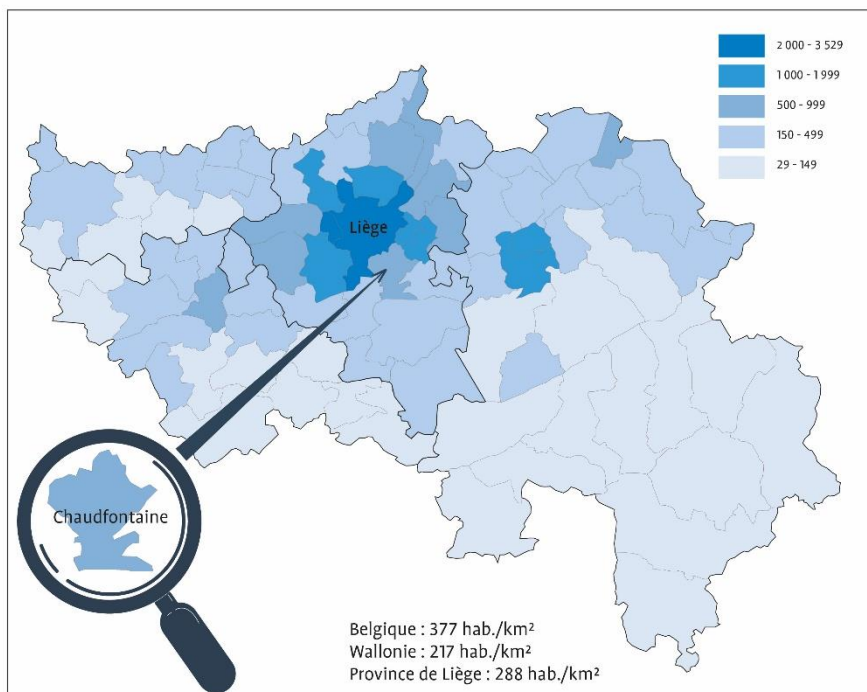 2 000 - 3 529
1 000 - 1 999
500 - 999
150 - 499
29 - 149
Liège
Chaudfontaine
Belgique : 377 hab./km²
Wallonie : 217 hab./km²
Province de Liège : 288 hab./km²